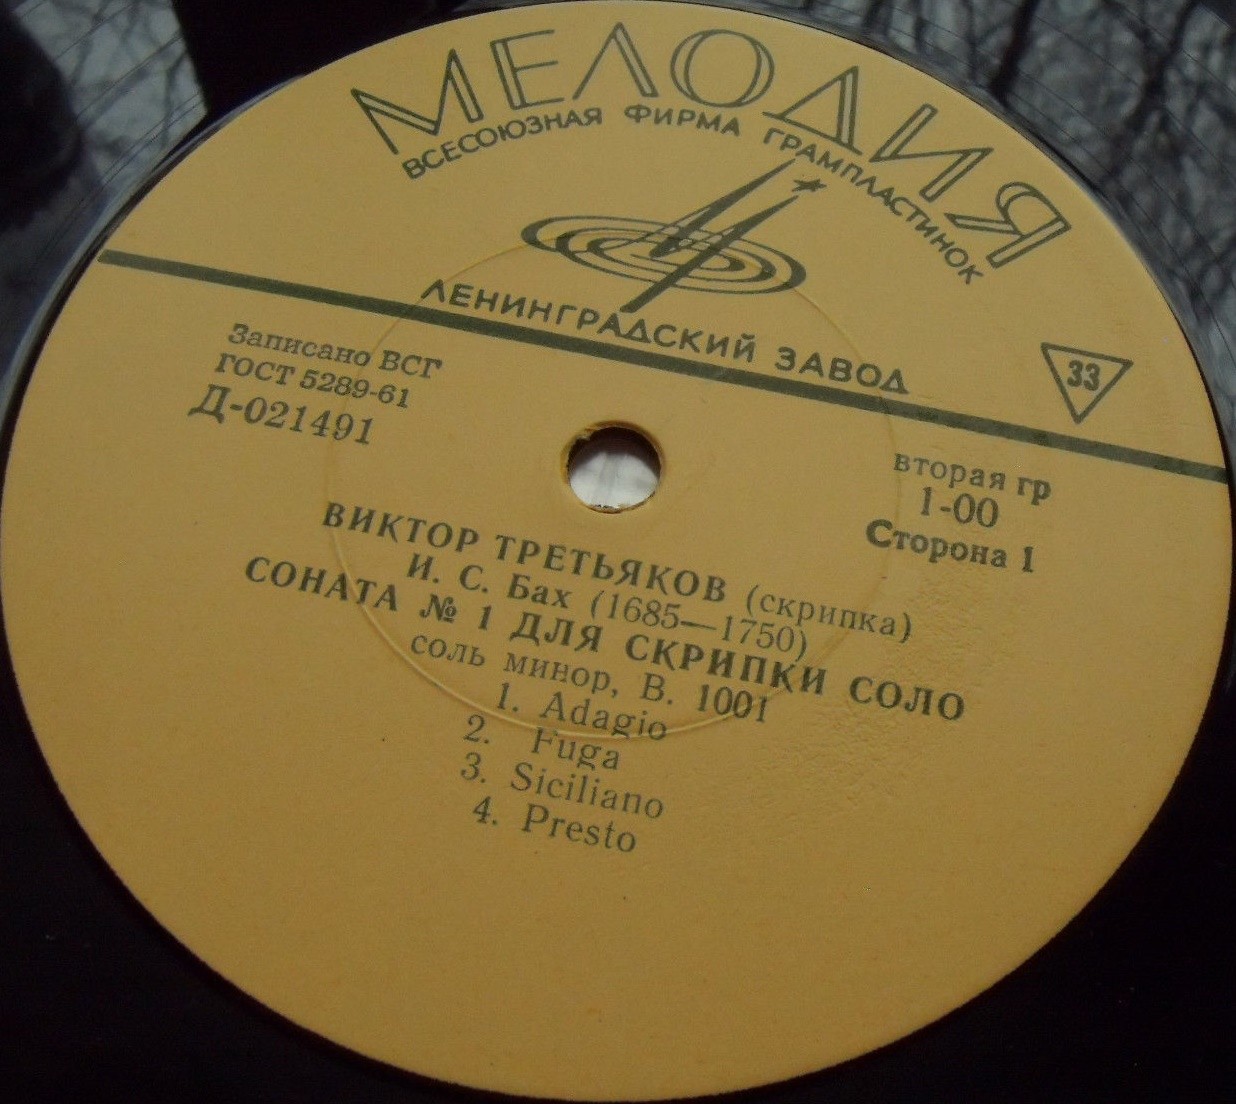 МЕЛОДИЯ
ВСЕСОЮЗНАЯ ФИРМА ГРАМПЛАСТИНОК
ЛЕНИНГРАДСКИЙ ЗАВОД
33
Записано ВСГ
ГОСТ 5289-61
Д-021491
вторая гр
1-00
Сторона 1
ВИКТОР ТРЕТЬЯКОВ (скрипка)
И. С. Бах (1685—1750)
СОНАТА № 1 ДЛЯ СКРИПКИ СОЛО
соль минор, В. 1001
1. Adagio
2. Fuga
3. Siciliano
4. Presto